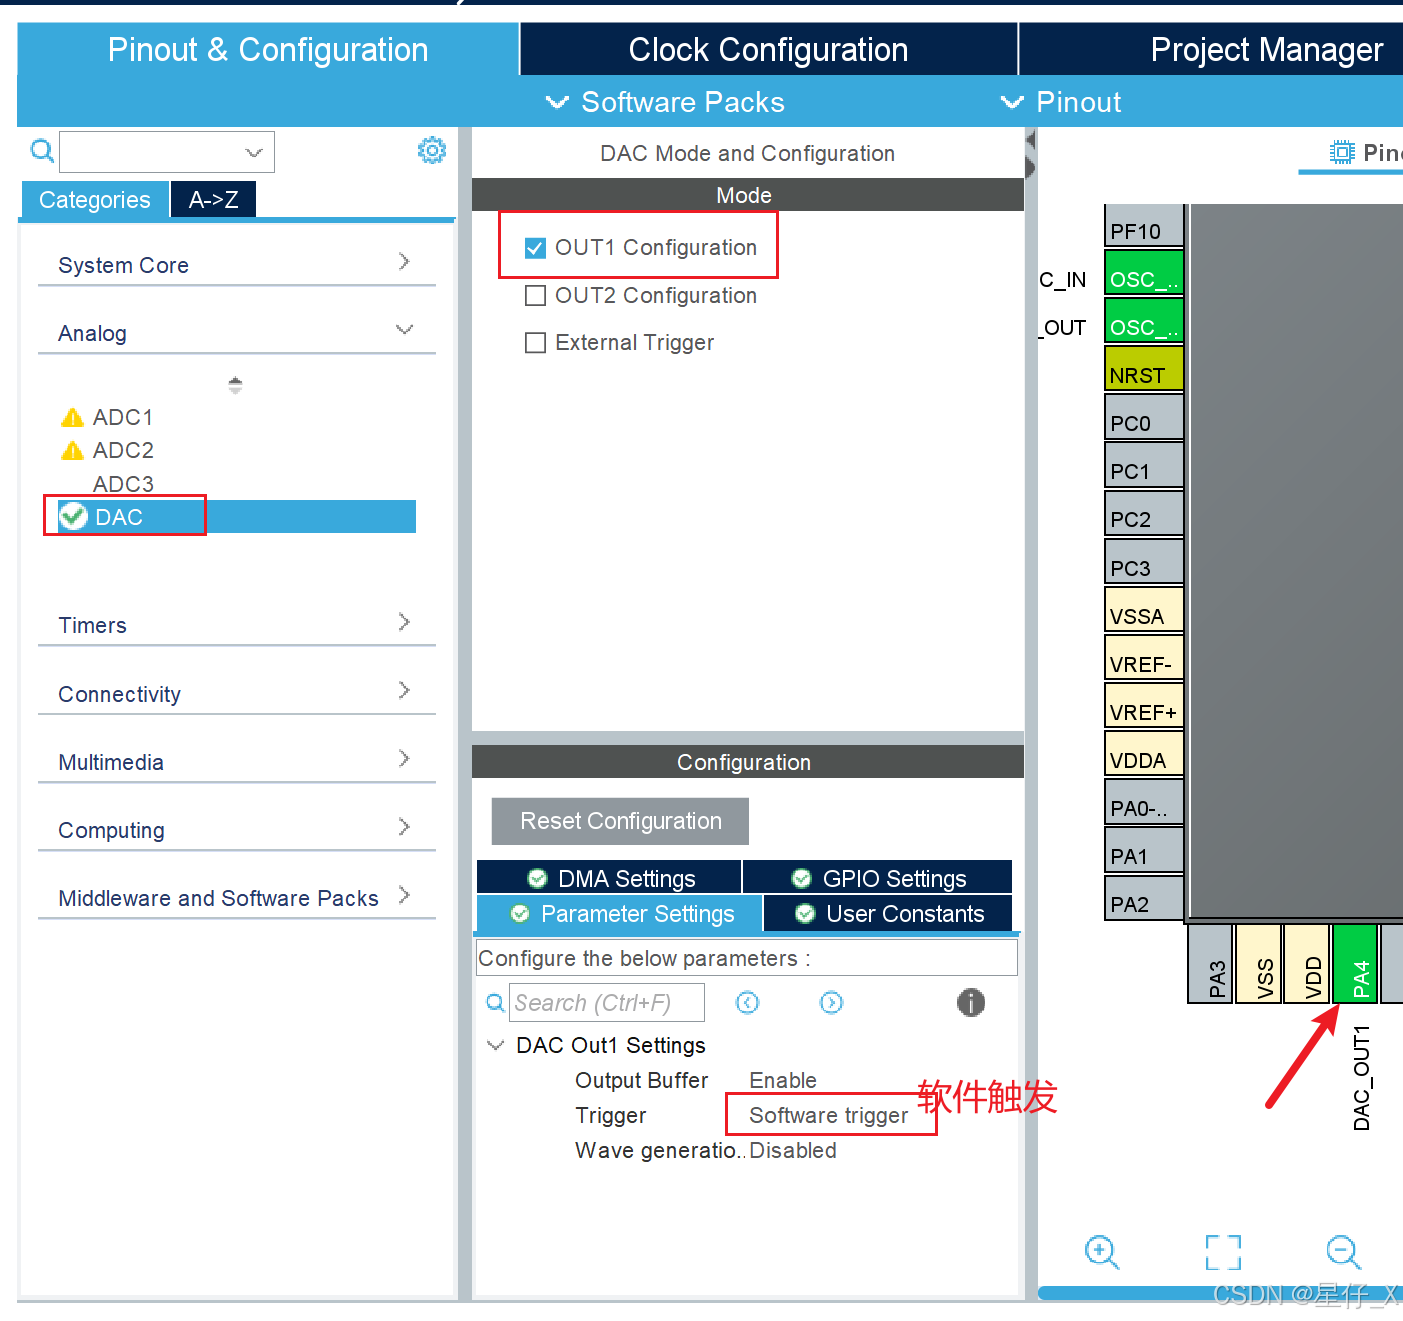 Pinout & Configuration
Clock Configuration
Project Manager
Software Packs
Pinout
Categories
A->Z
System Core
Analog
ADC1
ADC2
ADC3
DAC
Timers
Connectivity
Multimedia
Computing
Middleware and Software Packs
DAC Mode and Configuration
Mode
OUT1 Configuration
OUT2 Configuration
External Trigger
Configuration
Reset Configuration
DMA Settings
GPIO Settings
Parameter Settings
User Constants
Configure the below parameters :
Search (Ctrl+F)
DAC Out1 Settings
Output Buffer Enable
Trigger Software trigger
软件触发
Wave generatio.. Disabled
Pin
PF10
C_IN OSC_..
_OUT OSC_..
NRST
PC0
PC1
PC2
PC3
VSSA
VREF-
VREF+
VDDA
PA0-..
PA1
PA2
PA3
VSS
VDD
PA4
DAC_OUT1
CSDN @星仔_X